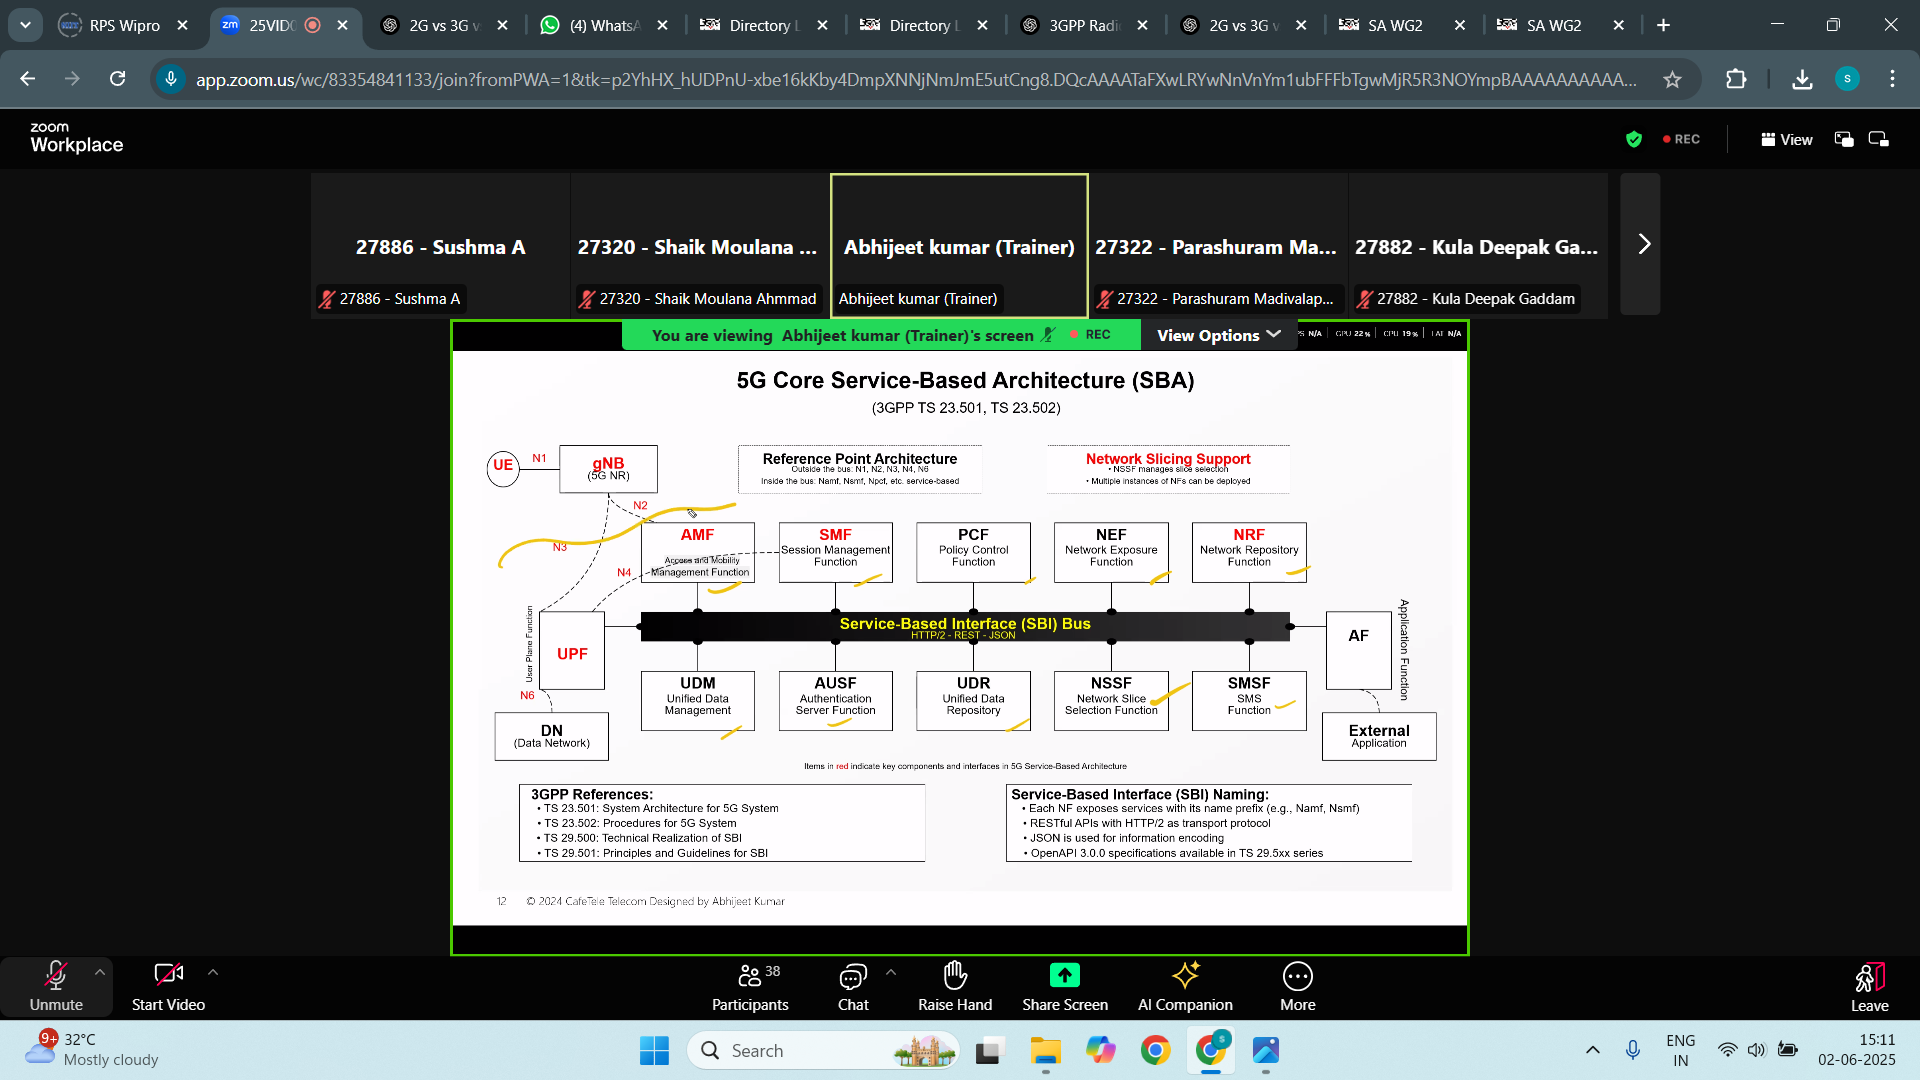 RPS Wipro
25VID
2G vs 3G v
(4) WhatsA
Directory L
Directory L
3GPP Radi
2G vs 3G v
SA WG2
SA WG2
zoom
Workplace
REC
View
27886 - Sushma A
27320 - Shaik Moulana ...
Abhijeet kumar (Trainer)
27322 - Parashuram Ma...
27882 - Kula Deepak Ga...
27886 - Sushma A
27320 - Shaik Moulana Ahmmad
Abhijeet kumar (Trainer)
27322 - Parashuram Madivalap...
27882 - Kula Deepak Gaddam
You are viewing Abhijeet kumar (Trainer)'s screen
REC
View Options
N/A
GPU 22%
CPU 19%
LAT N/A
5G Core Service-Based Architecture (SBA)
(3GPP TS 23.501, TS 23.502)
UE
N1
gNB
(5G NR)
Reference Point Architecture
Outside the bus: N1, N2, N3, N4, N6
Inside the bus: Namf, Nsmf, Npcf, etc. service-based
Network Slicing Support
• NSSF manages slice selection
• Multiple instances of NFs can be deployed
N2
N3
N4
AMF
Access and Mobility
Management Function
SMF
Session Management
Function
PCF
Policy Control
Function
NEF
Network Exposure
Function
NRF
Network Repository
Function
Service-Based Interface (SBI) Bus
HTTP/2 - REST - JSON
User Plane Function
UPF
AF
Application Function
N6
UDM
Unified Data
Management
AUSF
Authentication
Server Function
UDR
Unified Data
Repository
NSSF
Network Slice
Selection Function
SMSF
SMS
Function
DN
(Data Network)
External
Application
Items in red indicate key components and interfaces in 5G Service-Based Architecture
3GPP References:
• TS 23.501: System Architecture for 5G System
• TS 23.502: Procedures for 5G System
• TS 29.500: Technical Realization of SBI
• TS 29.501: Principles and Guidelines for SBI
Service-Based Interface (SBI) Naming:
• Each NF exposes services with its name prefix (e.g., Namf, Nsmf)
• RESTful APIs with HTTP/2 as transport protocol
• JSON is used for information encoding
• OpenAPI 3.0.0 specifications available in TS 29.5xx series
12 © 2024 CafeTele Telecom Designed by Abhijeet Kumar
Unmute
Start Video
38
Participants
Chat
Raise Hand
Share Screen
AI Companion
More
Leave
9+
32°C
Mostly cloudy
Search
ENG
IN
15:11
02-06-2025